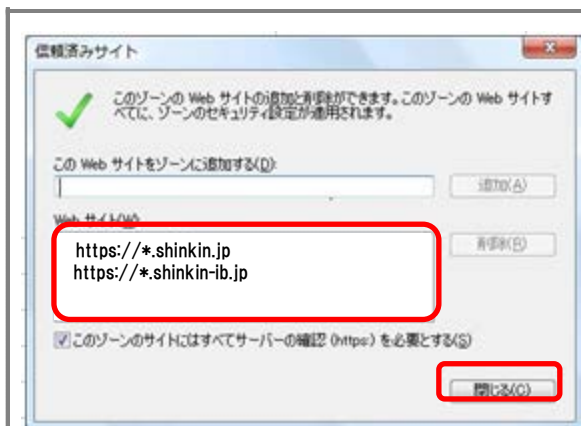 信頼済みサイト
このゾーンの Web サイトの追加と削除ができます。このゾーンの Web サイトす
べてに、ゾーンのセキュリティ設定が適用されます。
この Web サイトをゾーンに追加する(D):
追加(A)
Web サイト(W):
https://*.shinkin.jp
https://*.shinkin-ib.jp
削除(R)
このゾーンのサイトにはすべてサーバーの確認 (https:) を必要とする(S)
閉じる(C)